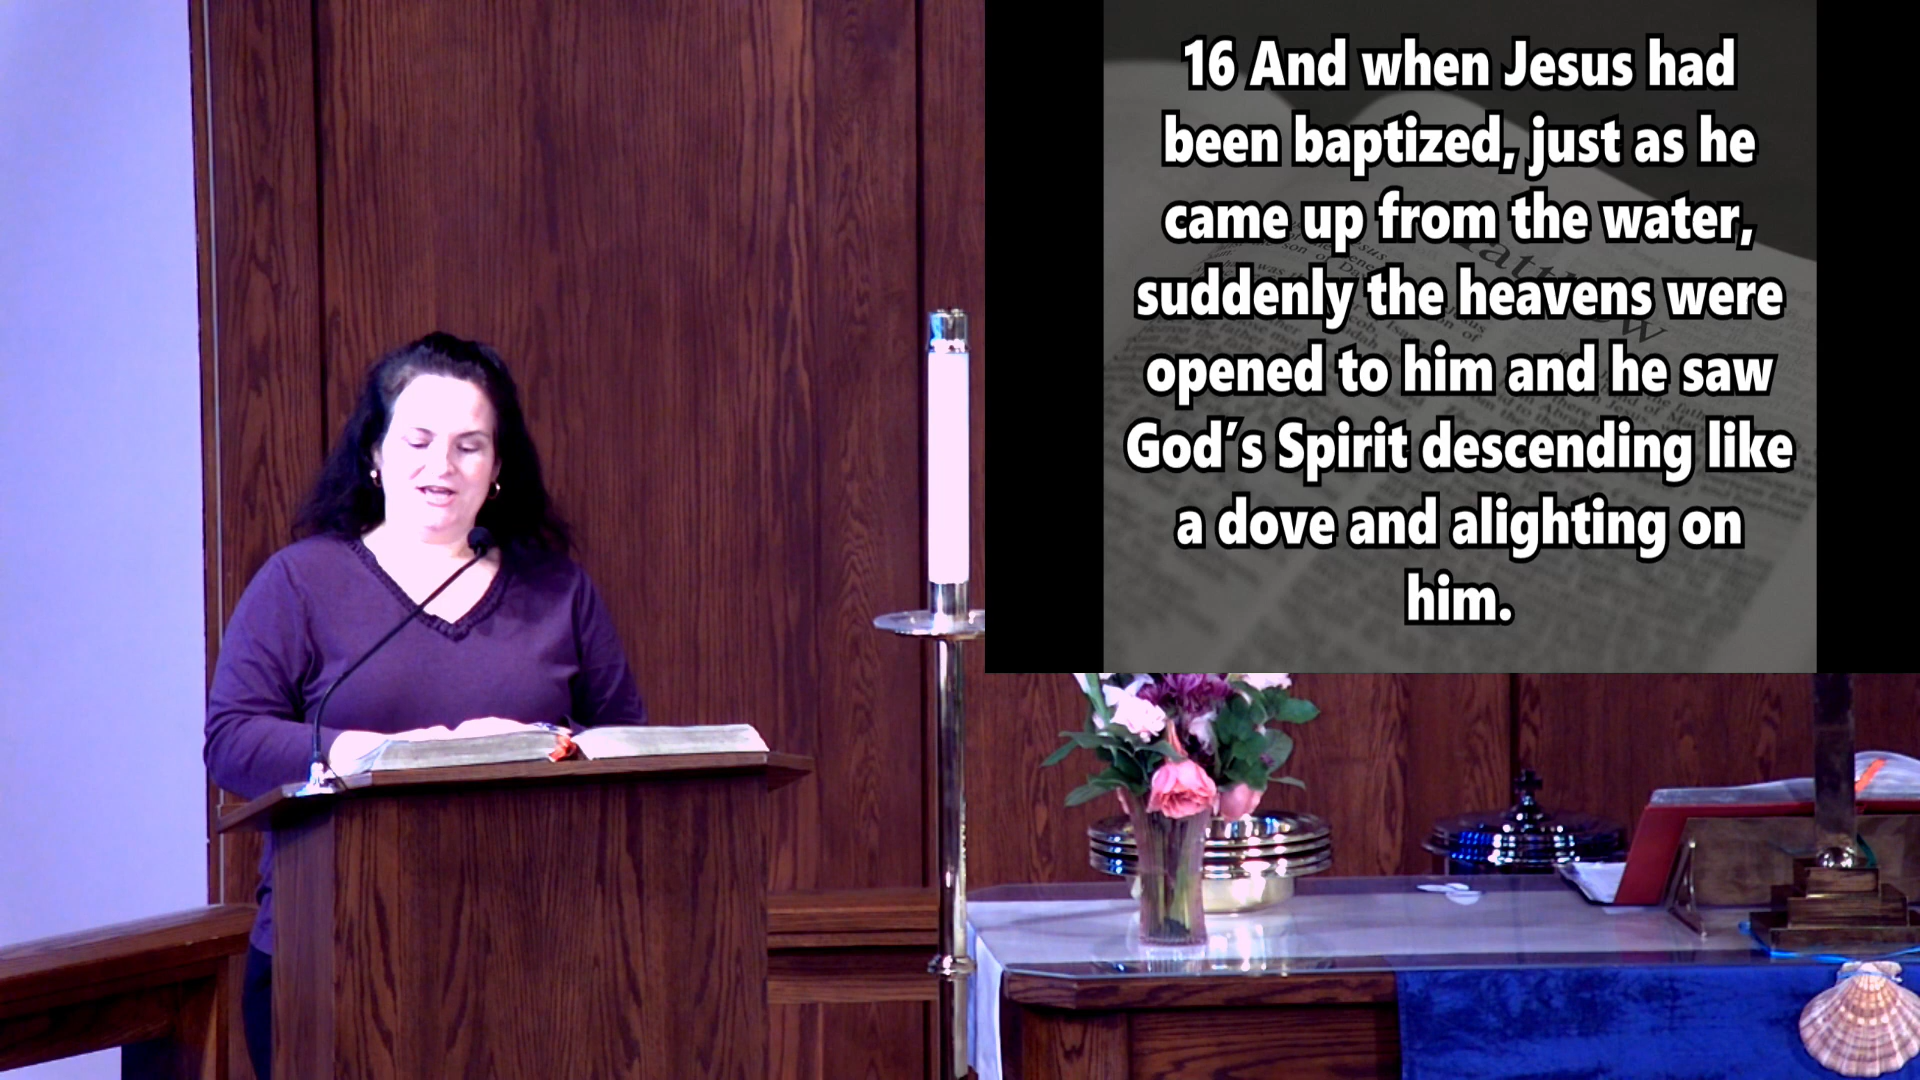 16 And when Jesus had
been baptized, just as he
came up from the water,
suddenly the heavens were
opened to him and he saw
God's Spirit descending like
a dove and alighting on
him.